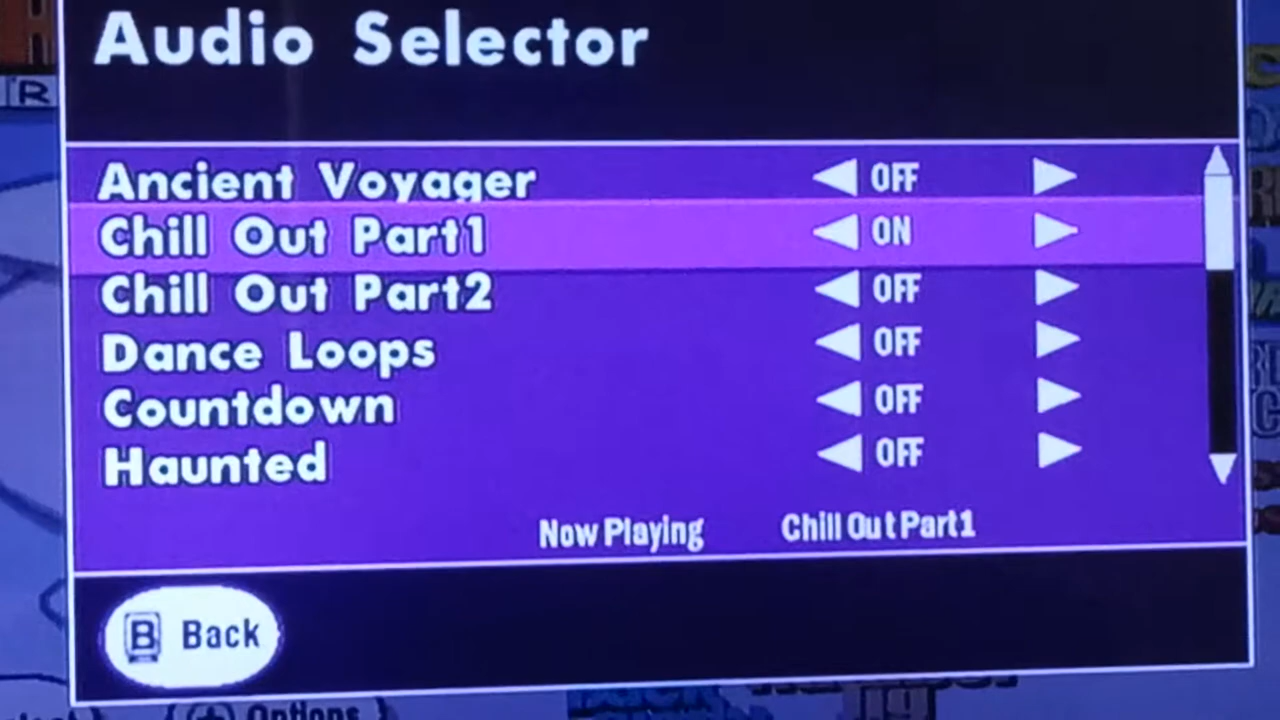 Audio Selector
Ancient Voyager OFF
Chill Out Part1 ON
Chill Out Part2 OFF
Dance Loops OFF
Countdown OFF
Haunted OFF
Now Playing Chill Out Part1
B Back
Options